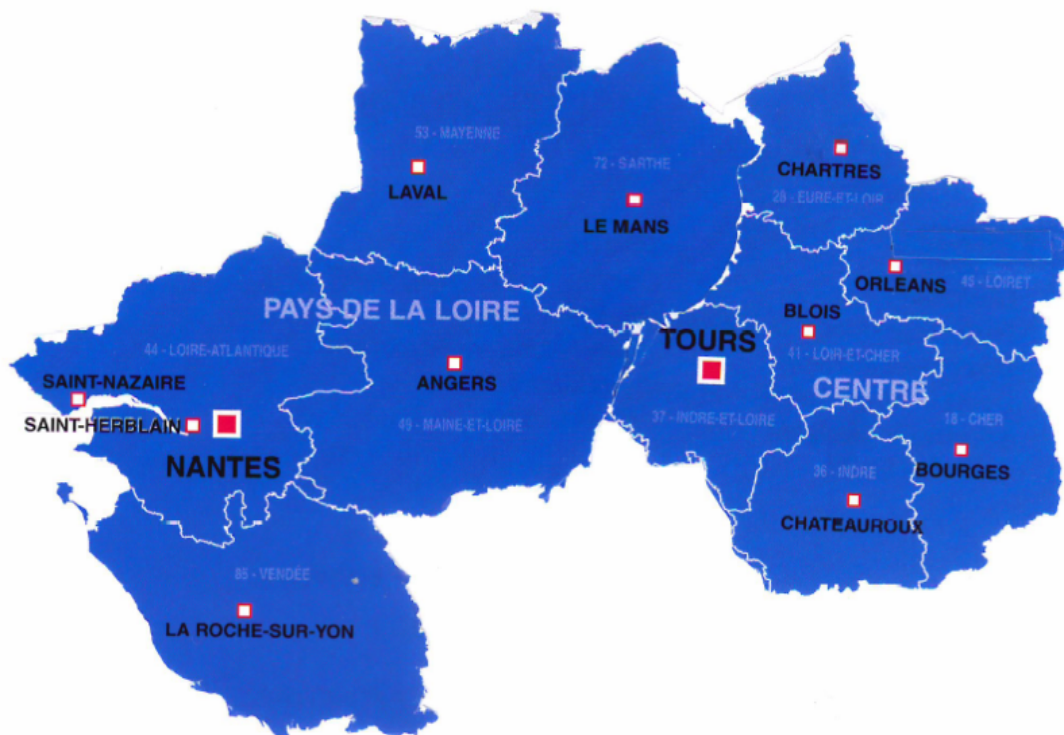 53 - MAYENNE
LAVAL
72 - SARTHE
LE MANS
CHARTRES
28 - EURE-ET-LOIR
ORLEANS
45 - LOIRET
PAYS DE LA LOIRE
BLOIS
41 - LOIR-ET-CHER
TOURS
CENTRE
44 - LOIRE-ATLANTIQUE
SAINT-NAZAIRE
ANGERS
SAINT-HERBLAIN
49 - MAINE-ET-LOIRE
37 - INDRE-ET-LOIRE
18 - CHER
NANTES
36 - INDRE
BOURGES
CHATEAUROUX
85 - VENDÉE
LA ROCHE-SUR-YON